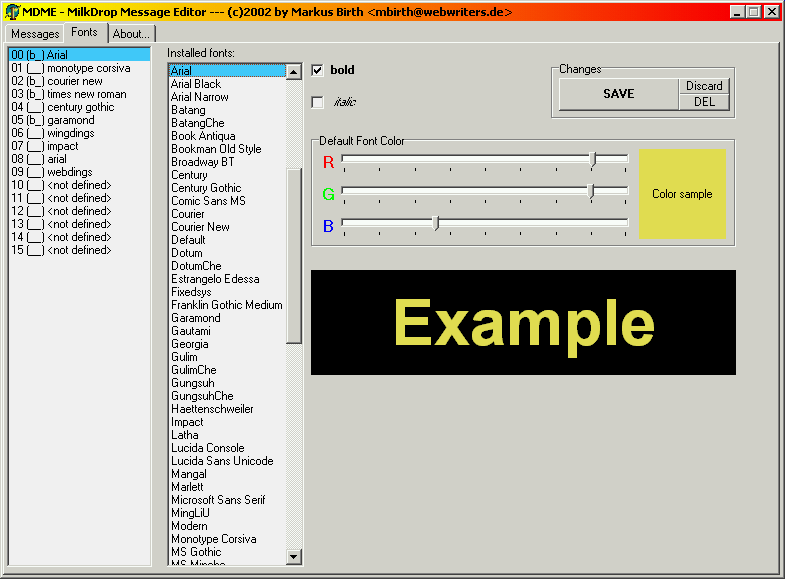 MDME - MilkDrop Message Editor --- (c)2002 by Markus Birth <mbirth@webwriters.de>
Messages Fonts About...
00 (b_) Arial
01 (__) monotype corsiva
02 (b_) courier new
03 (b_) times new roman
04 (__) century gothic
05 (b_) garamond
06 (__) wingdings
07 (__) impact
08 (__) arial
09 (__) webdings
10 (__) <not defined>
11 (__) <not defined>
12 (__) <not defined>
13 (__) <not defined>
14 (__) <not defined>
15 (__) <not defined>
Installed fonts:
Arial
Arial Black
Arial Narrow
Batang
BatangChe
Book Antiqua
Bookman Old Style
Broadway BT
Century
Century Gothic
Comic Sans MS
Courier
Courier New
Default
Dotum
DotumChe
Estrangelo Edessa
Fixedsys
Franklin Gothic Medium
Garamond
Gautami
Georgia
Gulim
GulimChe
Gungsuh
GungsuhChe
Haettenschweiler
Impact
Latha
Lucida Console
Lucida Sans Unicode
Mangal
Marlett
Microsoft Sans Serif
MingLiU
Modern
Monotype Corsiva
MS Gothic
MS Mincho
bold
italic
Changes
SAVE
Discard
DEL
Default Font Color
R
G
B
Color sample
Example